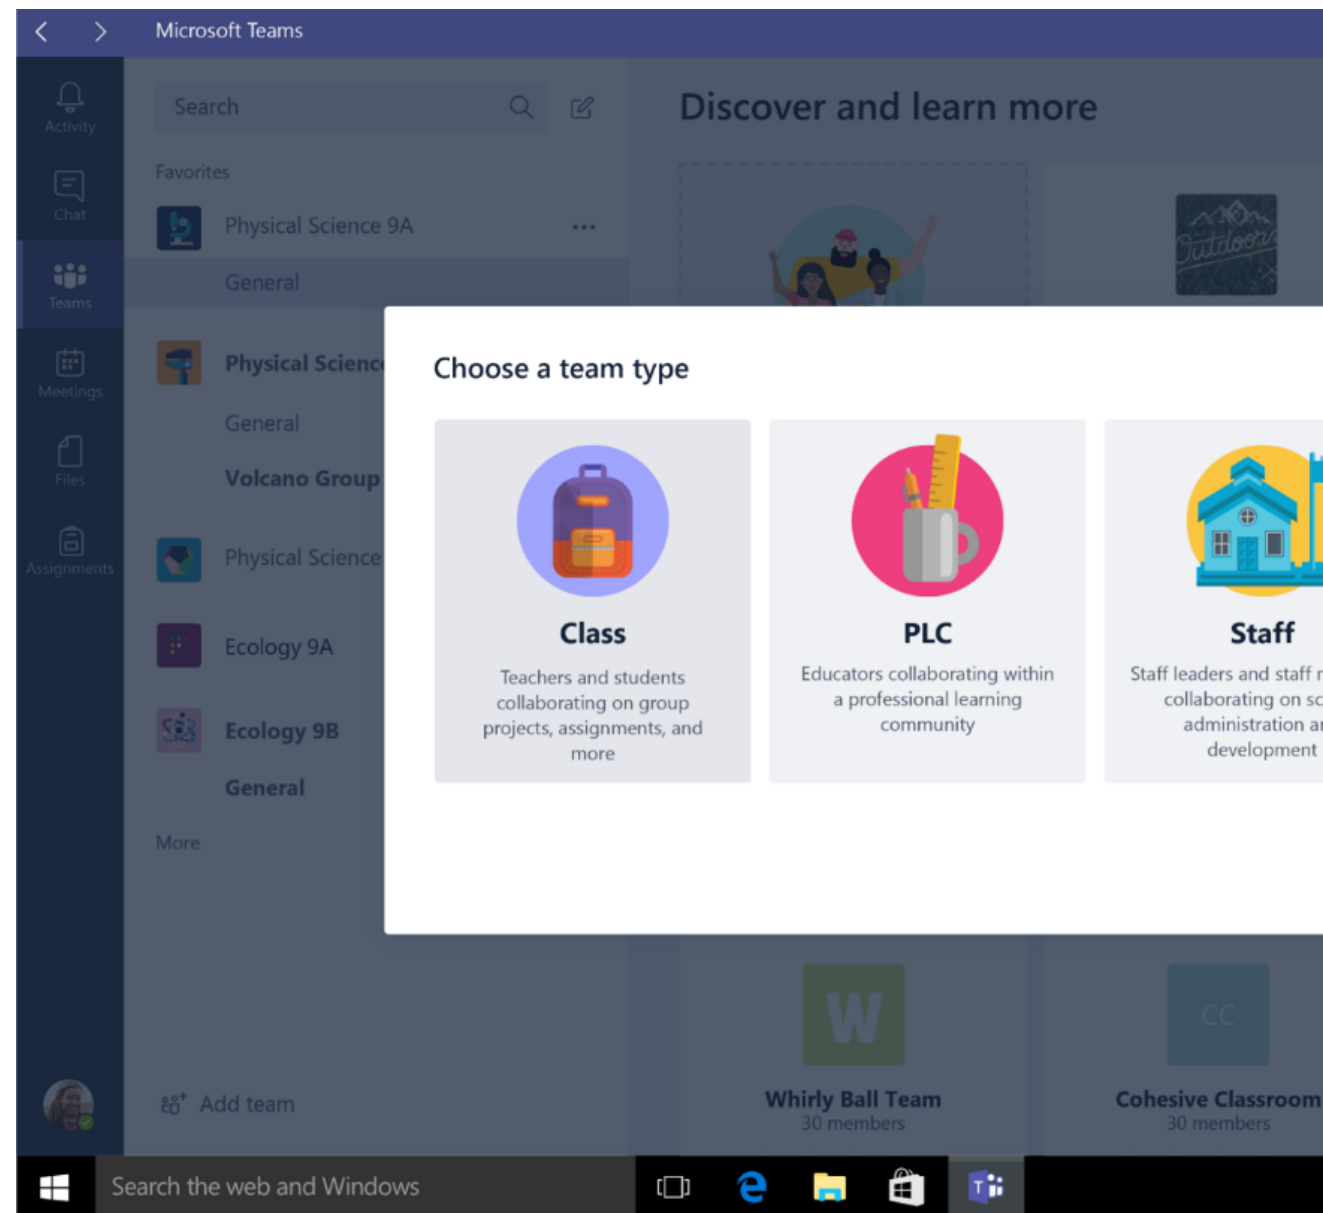 Microsoft Teams
Activity
Chat
Teams
Meetings
Files
Assignments
Search
Favorites
Physical Science 9A
General
Physical Science
General
Volcano Group
Physical Science
Ecology 9A
Ecology 9B
General
More
Add team
Discover and learn more
Outdoors
Choose a team type
Class
Teachers and students
collaborating on group
projects, assignments, and
more
PLC
Educators collaborating within
a professional learning
community
Staff
Staff leaders and staff
collaborating on
administration
development
W
Whirly Ball Team
30 members
CC
Cohesive Classroom
30 members
Search the web and Windows
T